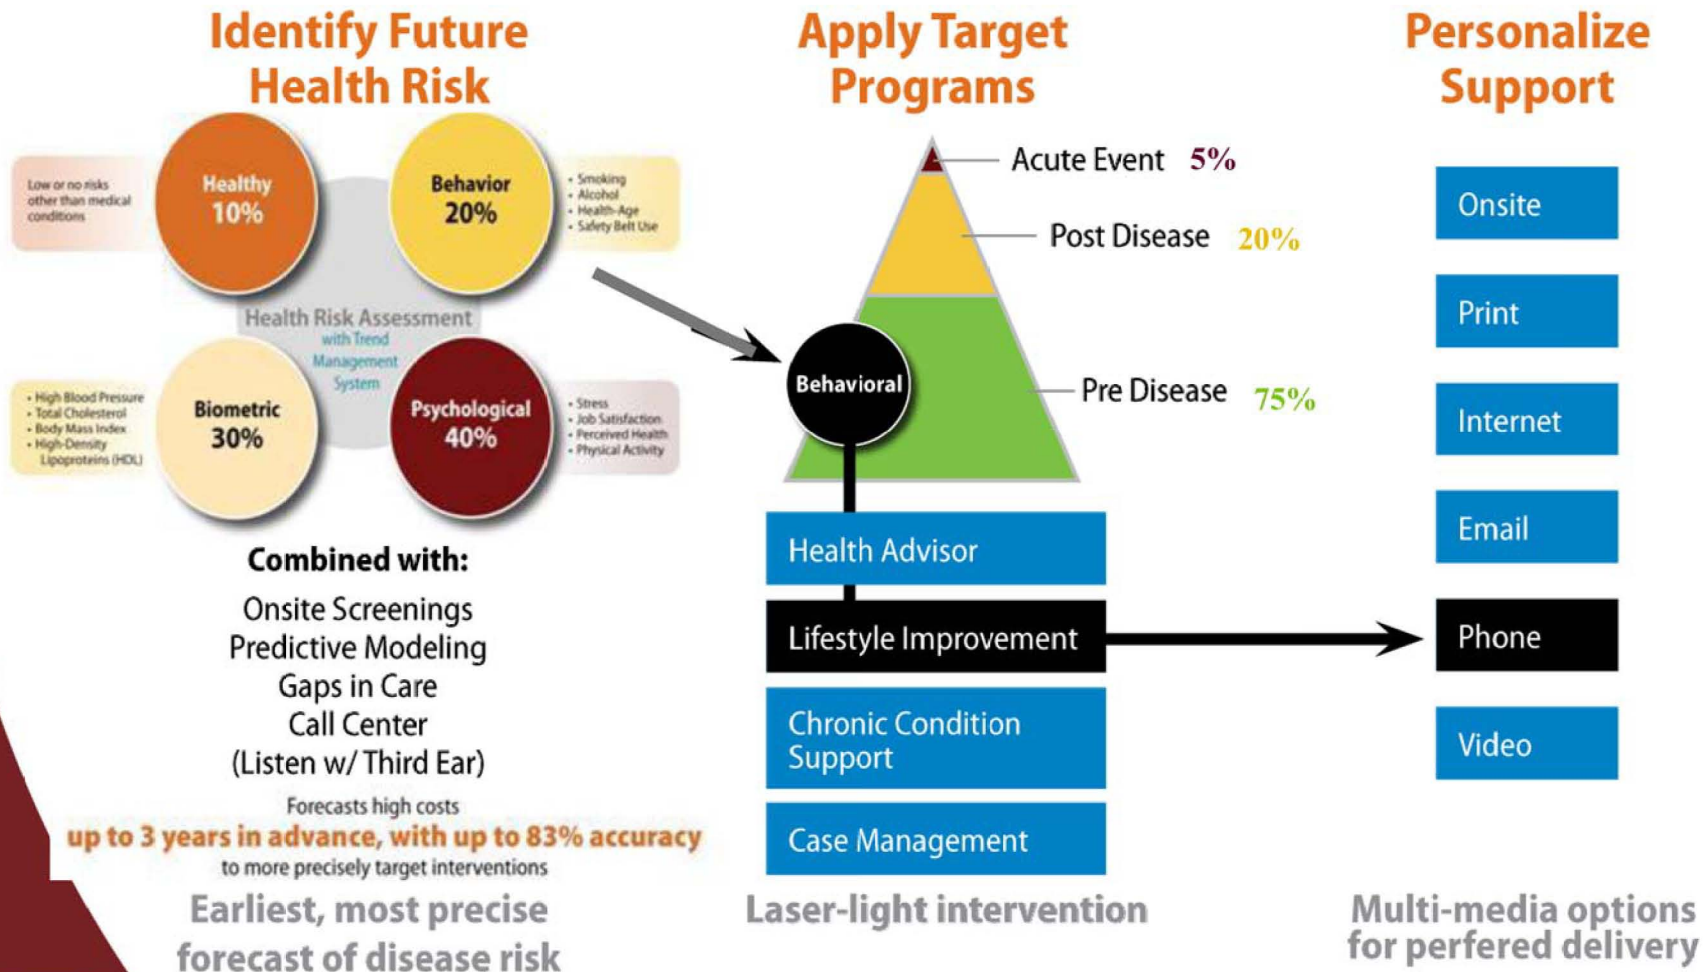 Identify Future
Health Risk
Low or no risks
other than medical
conditions
Healthy
10%
Behavior
20%
• Smoking
• Alcohol
• Health-Age
• Safety Belt Use
Health Risk Assessment
with Trend
Management
System
• High Blood Pressure
• Total Cholesterol
• Body Mass Index
• High-Density
Lipoproteins (HDL)
Biometric
30%
Psychological
40%
• Stress
• Job Satisfaction
• Perceived Health
• Physical Activity
Combined with:
Onsite Screenings
Predictive Modeling
Gaps in Care
Call Center
(Listen w/ Third Ear)
Forecasts high costs
up to 3 years in advance, with up to 83% accuracy
to more precisely target interventions
Earliest, most precise
forecast of disease risk
Apply Target
Programs
Acute Event 5%
Post Disease 20%
Behavioral
Pre Disease 75%
Health Advisor
Lifestyle Improvement
Chronic Condition
Support
Case Management
Laser-light intervention
Personalize
Support
Onsite
Print
Internet
Email
Phone
Video
Multi-media options
for perfered delivery